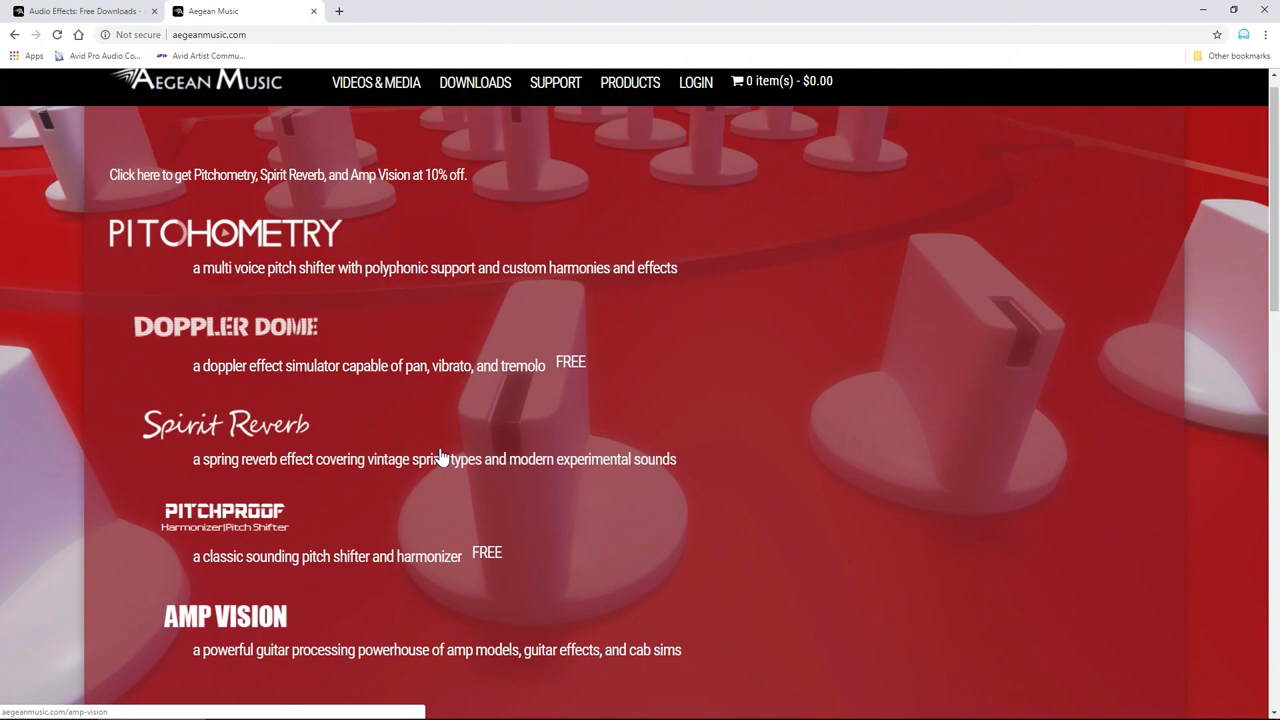 Audio Effects: Free Downloads -
Aegean Music
Not secure
aegeanmusic.com
Apps
Avid Pro Audio Co...
Avid Artist Commu...
Other bookmarks
AEGEAN MUSIC
VIDEOS & MEDIA
DOWNLOADS
SUPPORT
PRODUCTS
LOGIN
0 item(s) - $0.00
Click here to get Pitchometry, Spirit Reverb, and Amp Vision at 10% off.
PITCHOMETRY
a multi voice pitch shifter with polyphonic support and custom harmonies and effects
DOPPLER DOME
a doppler effect simulator capable of pan, vibrato, and tremolo FREE
Spirit Reverb
a spring reverb effect covering vintage spring types and modern experimental sounds
PITCHPROOF
Harmonizer|Pitch Shifter
a classic sounding pitch shifter and harmonizer FREE
AMP VISION
a powerful guitar processing powerhouse of amp models, guitar effects, and cab sims
aegeanmusic.com/amp-vision